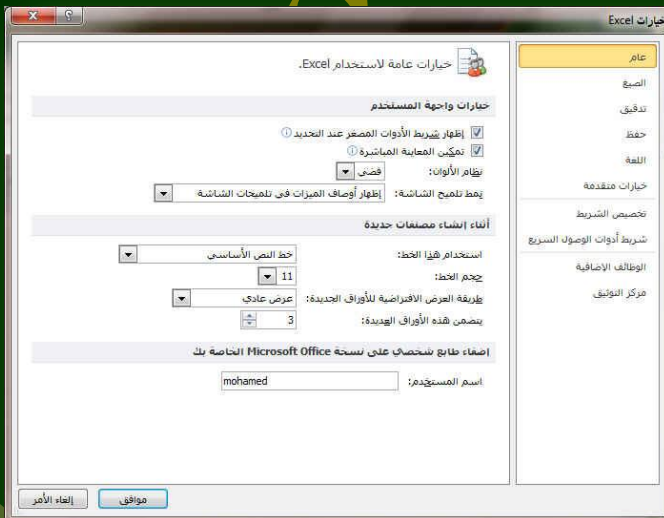 خيارات Excel
عام
الصيغ
تدقيق
حفظ
اللغة
خيارات متقدمة
تخصيص الشريط
شريط أدوات الوصول السريع
الوظائف الإضافية
مركز التوثيق
خيارات عامة لاستخدام Excel.
خيارات واجهة المستخدم
إظهار شريط الأدوات المصغر عند التحديد
تمكين المعاينة المباشرة
نظام الألوان: فضي
نمط تلميح الشاشة: إظهار أوصاف الميزات في تلميحات الشاشة
أثناء إنشاء مصنفات جديدة
استخدام هذا الخط: خط النص الأساسي
حجم الخط: 11
طريقة العرض الافتراضية للأوراق الجديدة: عرض عادي
يتضمن هذه الأوراق العديدة: 3
إضفاء طابع شخصي على نسخة Microsoft Office الخاصة بك
اسم المستخدم: mohamed
موافق
إلغاء الأمر